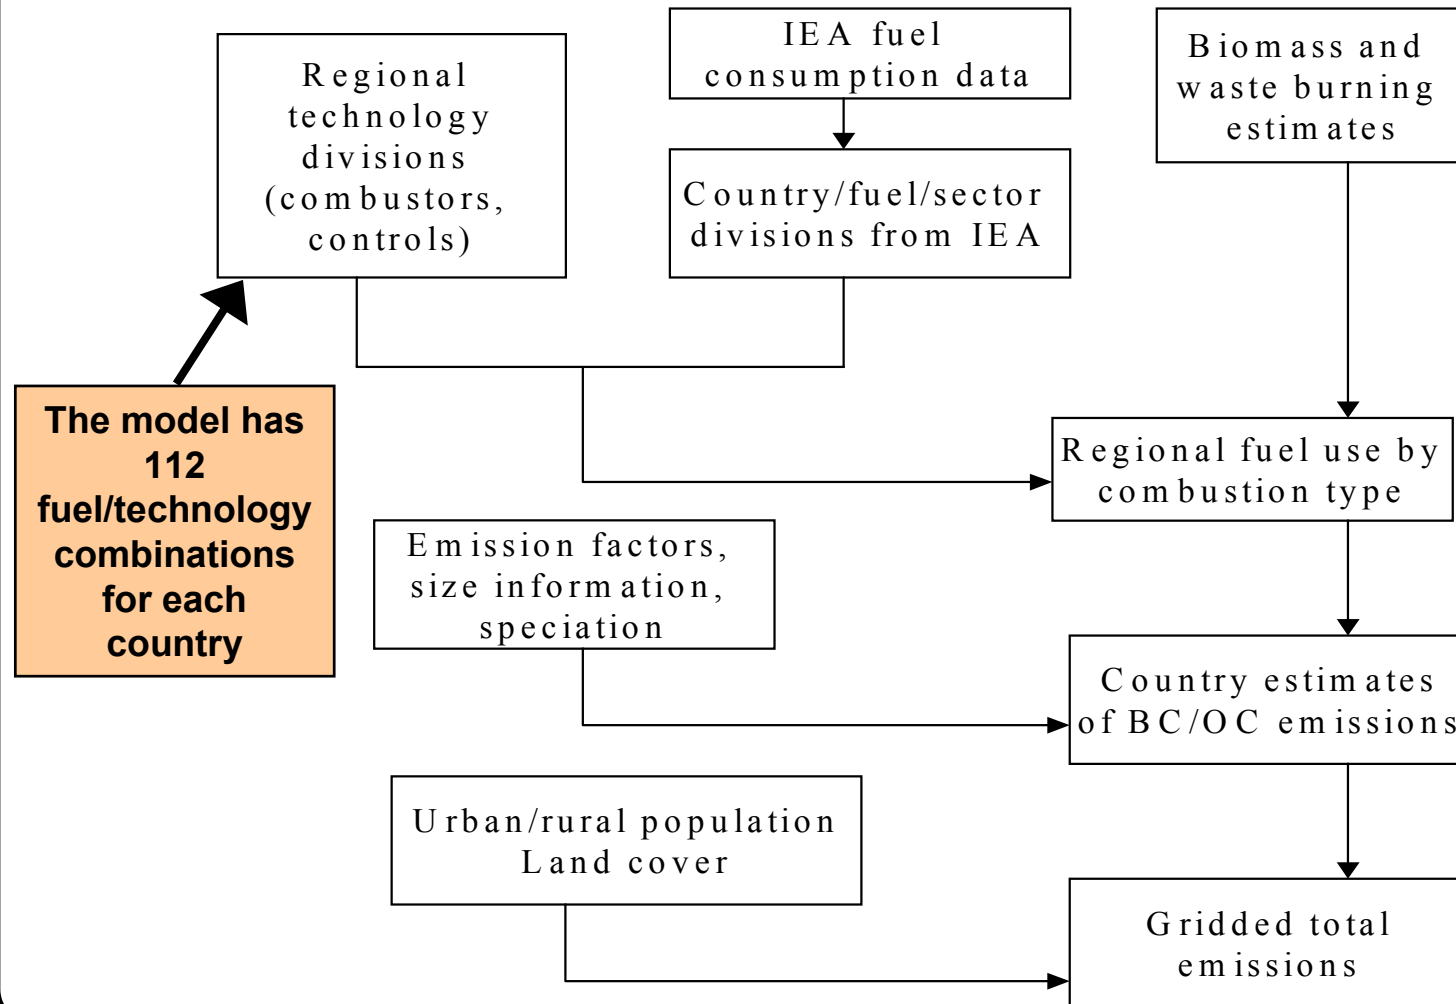 IEA fuel
consumption data
Biomass and
waste burning
estimates
Regional
technology
divisions
(combustors,
controls)
Country/fuel/sector
divisions from IEA
The model has
112
fuel/technology
combinations
for each
country
Regional fuel use by
combustion type
Emission factors,
size information,
speciation
Country estimates
of BC/OC emissions
Urban/rural population
Land cover
Gridded total
emissions